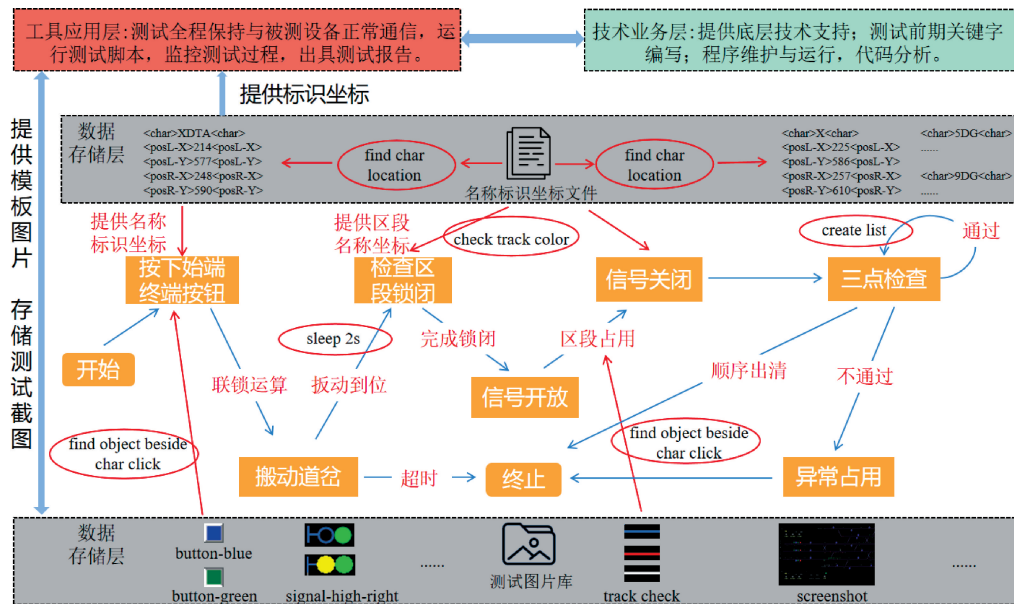 工具应用层:测试全程保持与被测设备正常通信，运
行测试脚本，监控测试过程，出具测试报告。
技术业务层：提供底层技术支持；测试前期关键字
编写；程序维护与运行，代码分析。
提供标识坐标
提供模板图片 存储测试截图
数据
存储层
<char>XDTA<char>
<posL-X>214<posL-X>
<posL-Y>577<posL-Y>
<posR-X>248<posR-X>
<posR-Y>590<posR-Y>
find char
location
名称标识坐标文件
find char
location
<char>X<char>
<posL-X>225<posL-X>
<posL-Y>586<posL-Y>
<posR-X>257<posR-X>
<posR-Y>610<posR-Y>
<char>5DG<char>
......
<char>9DG<char>
......
提供名称
标识坐标
提供区段
名称坐标
check track color
create list
通过
按下始端
终端按钮
检查区
段锁闭
信号关闭
三点检查
sleep 2s
完成锁闭
区段占用
开始
联锁运算
扳动到位
信号开放
顺序出清
不通过
find object beside
char click
find object beside
char click
搬动道岔
超时
终止
异常占用
数据
存储层
button-blue
button-green
signal-high-right
......
测试图片库
track check
screenshot
......